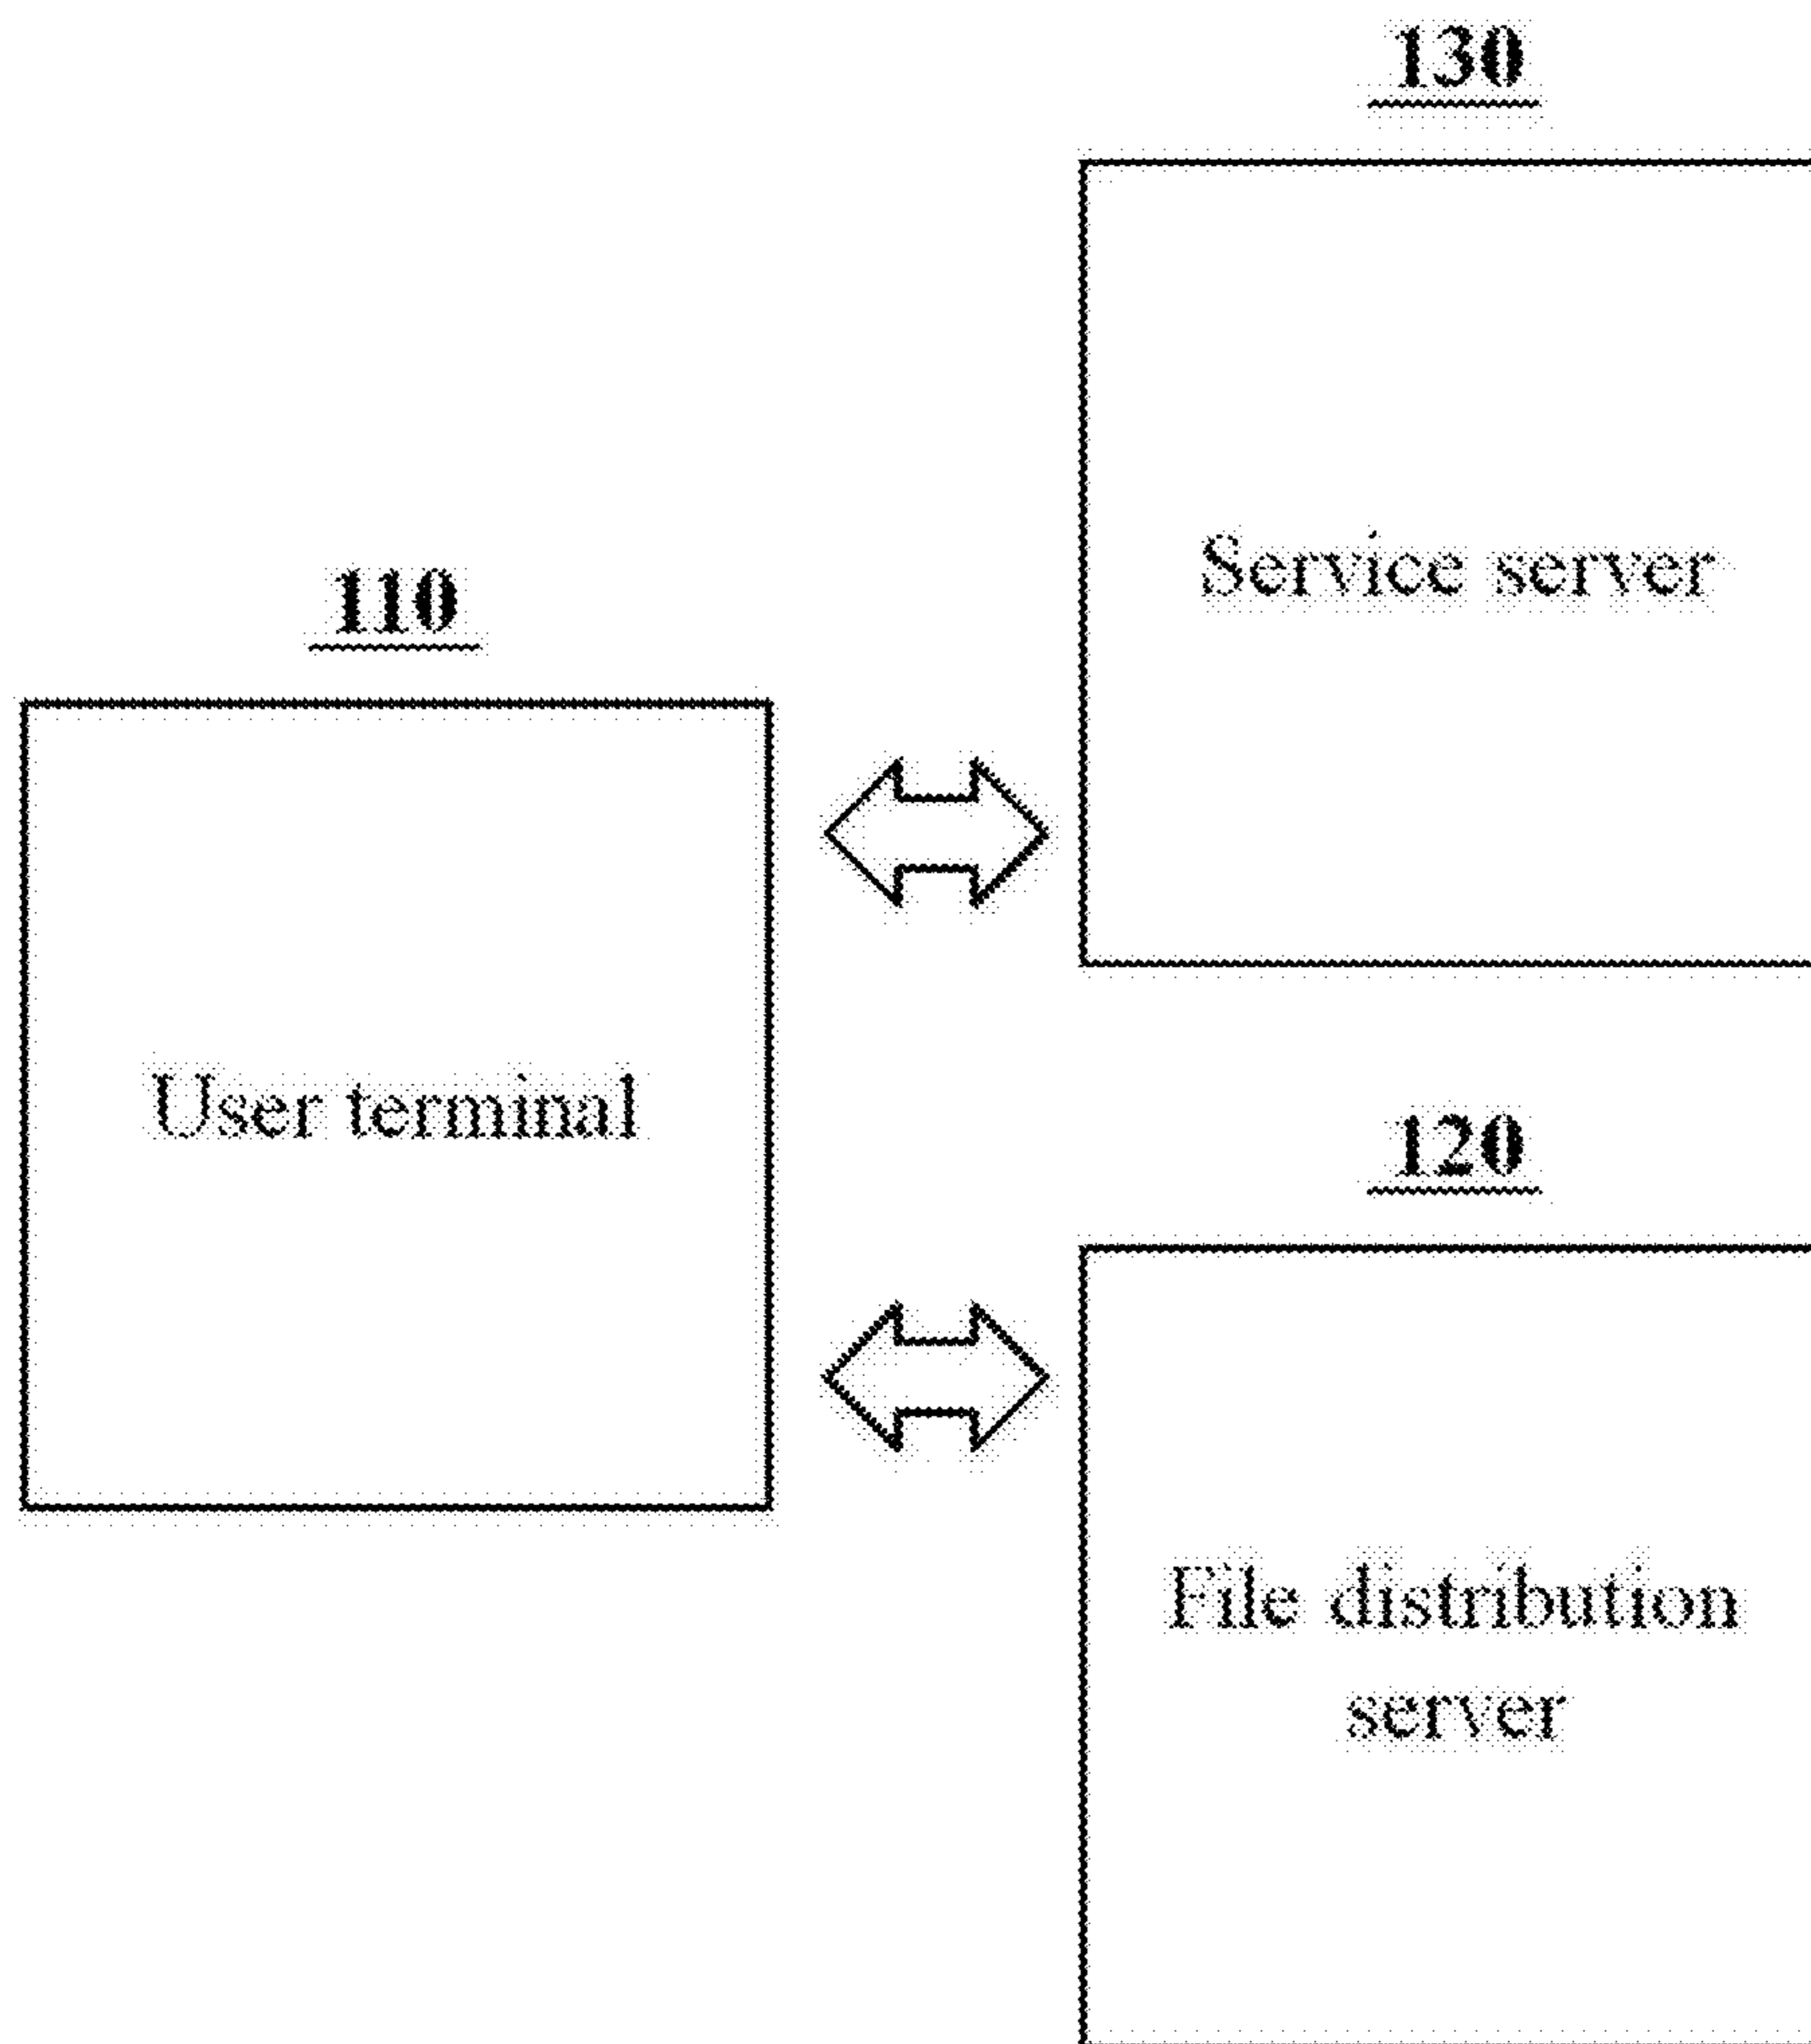 130
Service server
110
User terminal
120
File distribution
server